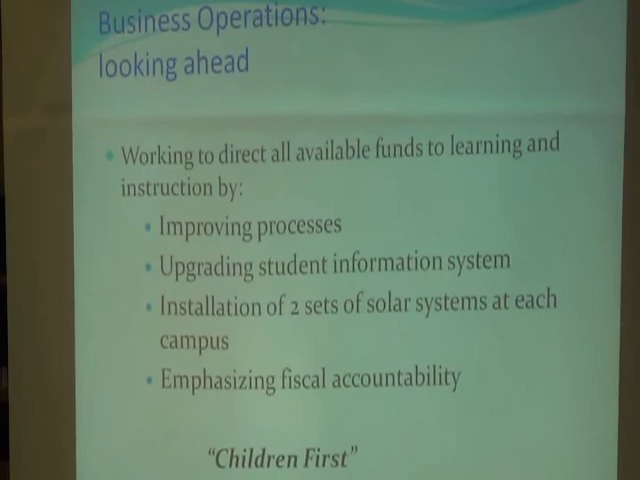 Business Operations:
looking ahead
• Working to direct all available funds to learning and
instruction by:
• Improving processes
• Upgrading student information system
• Installation of 2 sets of solar systems at each
campus
• Emphasizing fiscal accountability
"Children First"